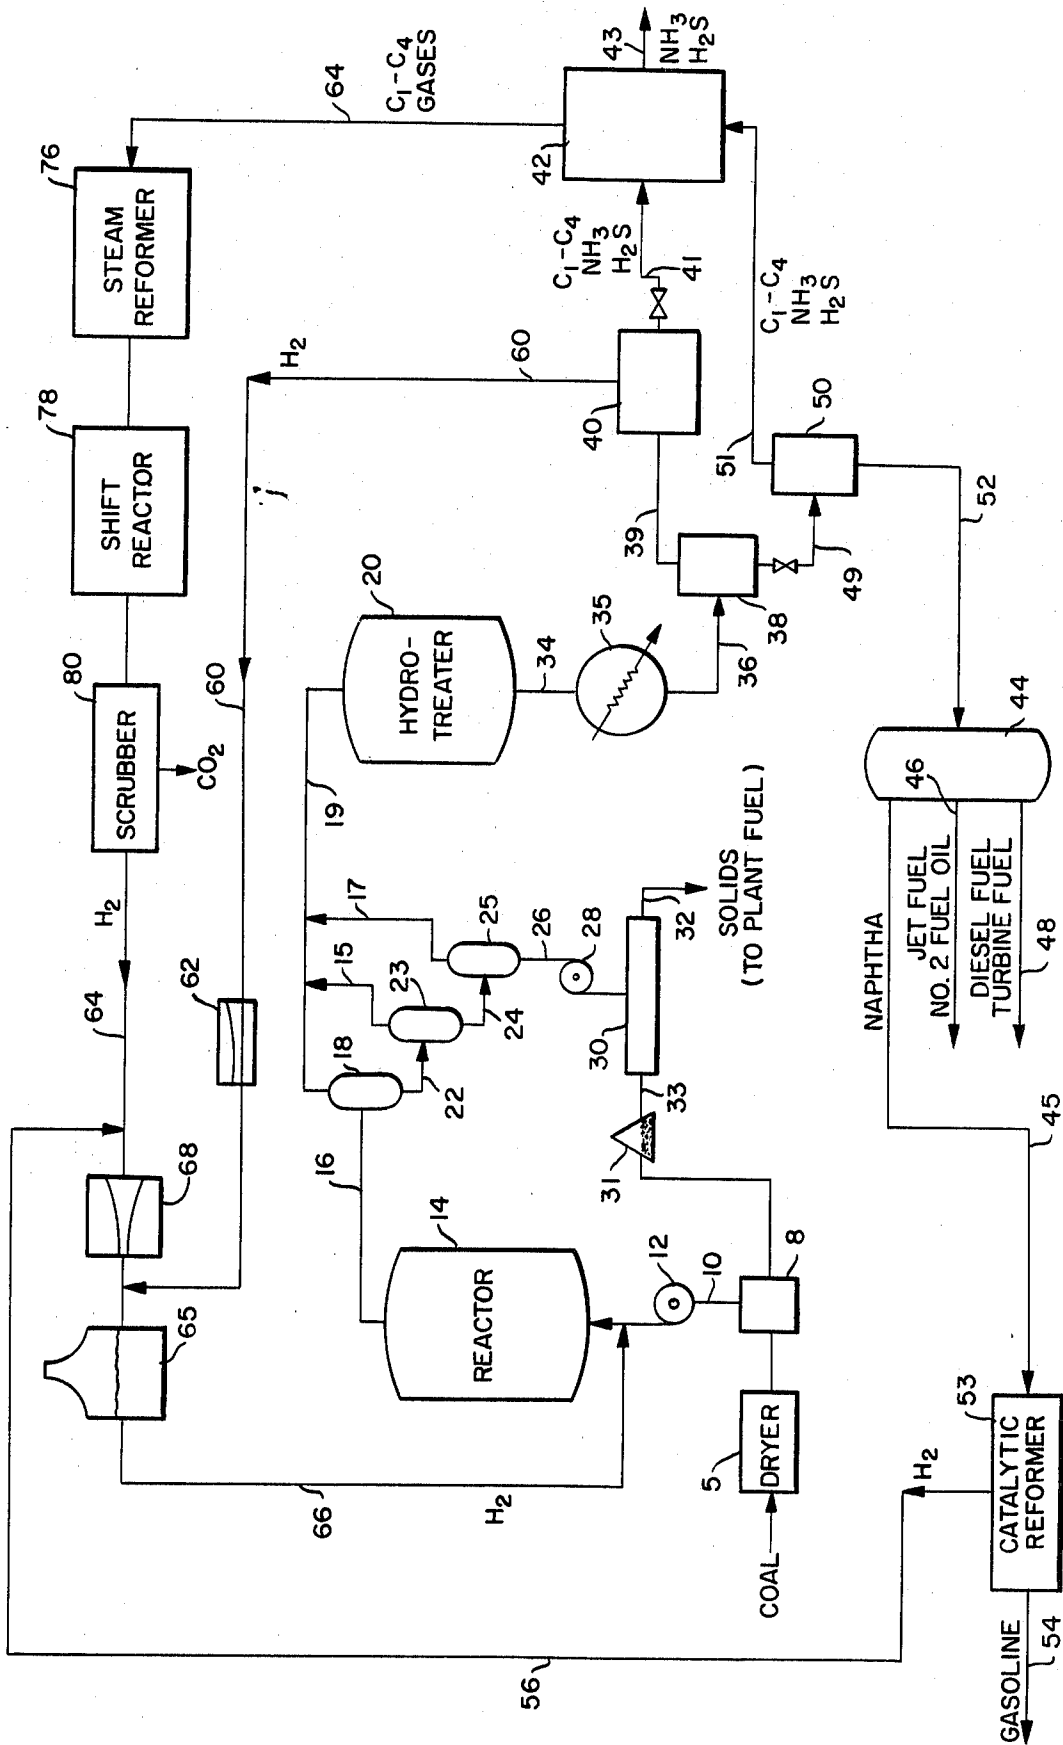 80
78
76
64
H2
SCRUBBER
SHIFT
REACTOR
STEAM
REFORMER
65
68
62
CO2
60
H2
66
16
18
15
17
19
20
64
C1-C4
GASES
14
23
25
HYDRO-
TREATER
22
24
26
28
REACTOR
H2
34
35
39
40
60
42
43
NH3
H2S
C1-C4
NH3
H2S
41
56
31
33
30
32
36
38
12
10
5
DRYER
8
SOLIDS
(TO PLANT FUEL)
49
51
50
C1-C4
NH3
H2S
COAL
NAPHTHA
46
44
52
JET FUEL
NO. 2 FUEL OIL
DIESEL FUEL
TURBINE FUEL
48
H2
53
45
GASOLINE
54
CATALYTIC
REFORMER